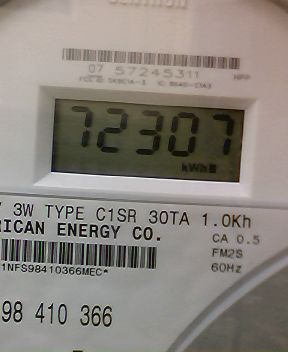 07 57245311
72307
kWh
3W TYPE C1SR 30TA 1.0Kh
RICAN ENERGY CO.
CA 0.5
FM2S
60Hz
1NFS98410366MEC*
98 410 366